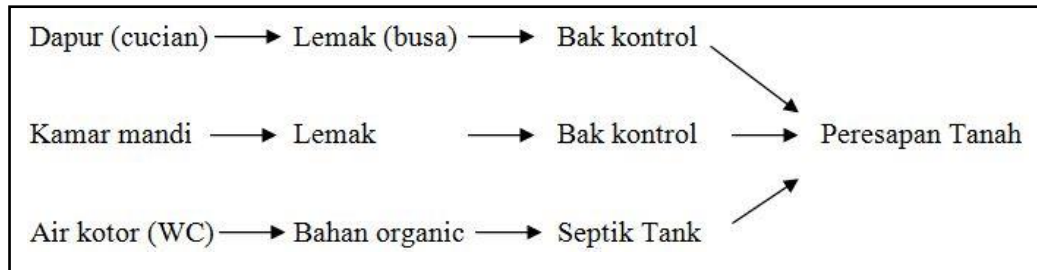 Dapur (cucian) Lemak (busa) Bak kontrol
Kamar mandi Lemak Bak kontrol Peresapan Tanah
Air kotor (WC) Bahan organic Septik Tank